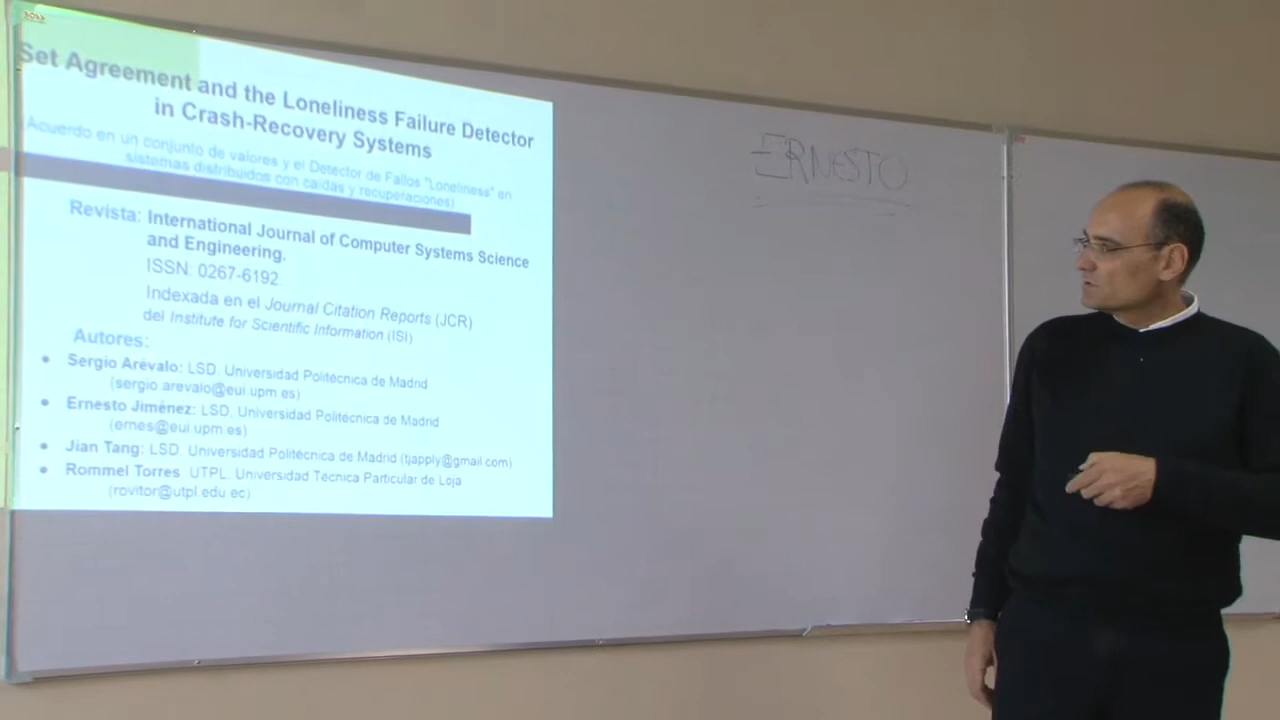 Set Agreement and the Loneliness Failure Detector
in Crash-Recovery Systems
(Acuerdo en un conjunto de valores y el Detector de Fallos "Loneliness" en
sistemas distribuidos con caídas y recuperaciones)
Revista: International Journal of Computer Systems Science
and Engineering.
ISSN: 0267-6192.
Indexada en el Journal Citation Reports (JCR)
del Institute for Scientific Information (ISI)
Autores:
• Sergio Arévalo: LSD. Universidad Politécnica de Madrid
(sergio.arevalo@eui.upm.es)
• Ernesto Jiménez: LSD. Universidad Politécnica de Madrid
(ernes@eui.upm.es)
• Jian Tang: LSD. Universidad Politécnica de Madrid (tjapply@gmail.com)
• Rommel Torres. UTPL. Universidad Técnica Particular de Loja
(rovitor@utpl.edu.ec)
ERNESTO